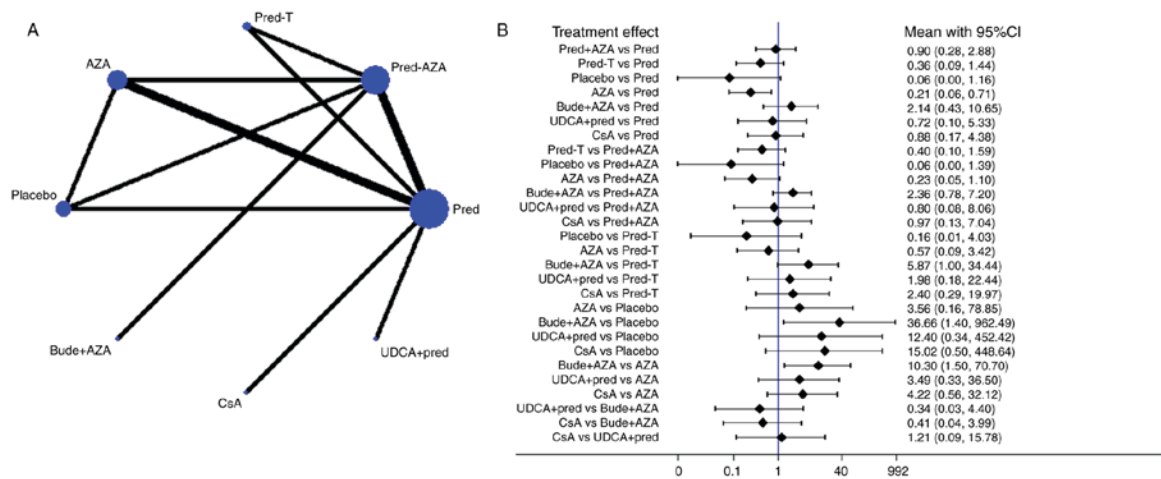 A
Pred-T
AZA
Pred-AZA
Placebo
Pred
Bude+AZA
UDCA+pred
CsA
B
Treatment effect Mean with 95%CI
Pred+AZA vs Pred 0.90 (0.28, 2.88)
Pred-T vs Pred 0.36 (0.09, 1.44)
Placebo vs Pred 0.06 (0.00, 1.16)
AZA vs Pred 0.21 (0.06, 0.71)
Bude+AZA vs Pred 2.14 (0.43, 10.65)
UDCA+pred vs Pred 0.72 (0.10, 5.33)
CsA vs Pred 0.88 (0.17, 4.38)
Pred-T vs Pred+AZA 0.40 (0.10, 1.59)
Placebo vs Pred+AZA 0.06 (0.00, 1.39)
AZA vs Pred+AZA 0.23 (0.05, 1.10)
Bude+AZA vs Pred+AZA 2.36 (0.78, 7.20)
UDCA+pred vs Pred+AZA 0.80 (0.08, 8.06)
CsA vs Pred+AZA 0.97 (0.13, 7.04)
Placebo vs Pred-T 0.16 (0.01, 4.03)
AZA vs Pred-T 0.57 (0.09, 3.42)
Bude+AZA vs Pred-T 5.87 (1.00, 34.44)
UDCA+pred vs Pred-T 1.98 (0.18, 22.44)
CsA vs Pred-T 2.40 (0.29, 19.97)
AZA vs Placebo 3.56 (0.16, 78.85)
Bude+AZA vs Placebo 36.66 (1.40, 962.49)
UDCA+pred vs Placebo 12.40 (0.34, 452.42)
CsA vs Placebo 15.02 (0.50, 448.64)
Bude+AZA vs AZA 10.30 (1.50, 70.70)
UDCA+pred vs AZA 3.49 (0.33, 36.50)
CsA vs AZA 4.22 (0.56, 32.12)
UDCA+pred vs Bude+AZA 0.34 (0.03, 4.40)
CsA vs Bude+AZA 0.41 (0.04, 3.99)
CsA vs UDCA+pred 1.21 (0.09, 15.78)
0 0.1 1 40 992